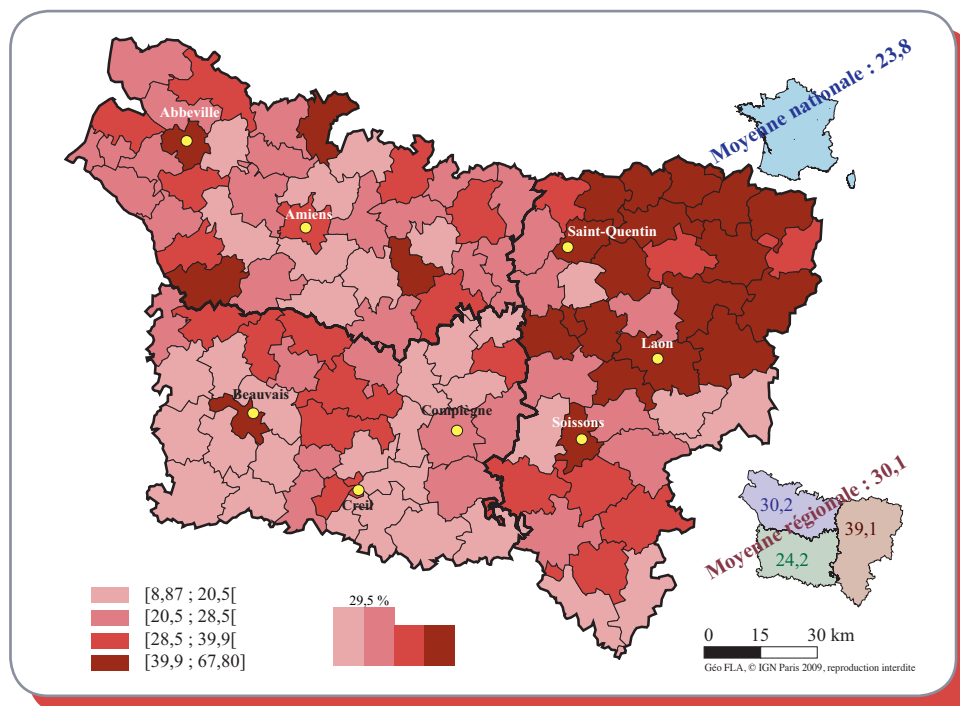 Moyenne nationale : 23,8
Abbeville
Amiens
Saint-Quentin
Laon
Beauvais
Compiègne
Soissons
Creil
Moyenne régionale : 30,1
30,2
39,1
24,2
[8,87 ; 20,5[
[20,5 ; 28,5[
[28,5 ; 39,9[
[39,9 ; 67,80]
29,5 %
0 15 30 km
Géo FLA, © IGN Paris 2009, reproduction interdite